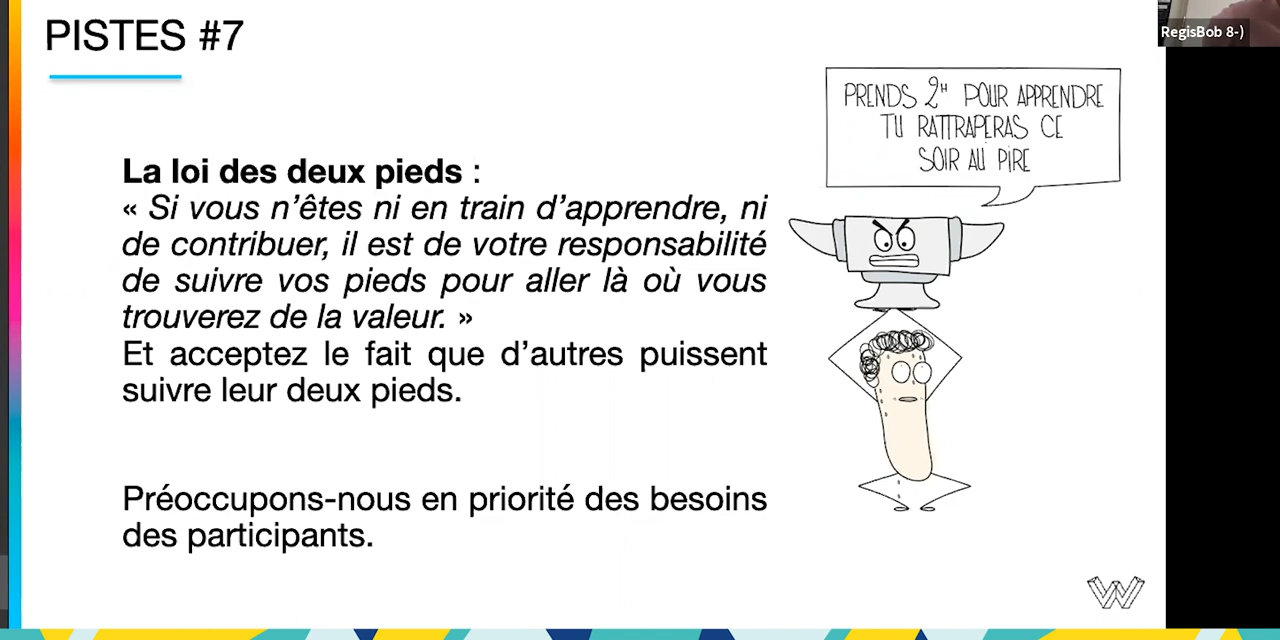 PISTES #7
RegisBob 8-)
PRENDS 2H POUR APPRENDRE
TU RATTRAPERAS CE
SOIR AU PIRE
La loi des deux pieds :
« Si vous n’êtes ni en train d’apprendre, ni
de contribuer, il est de votre responsabilité
de suivre vos pieds pour aller là où vous
trouverez de la valeur. »
Et acceptez le fait que d’autres puissent
suivre leur deux pieds.
Préoccupons-nous en priorité des besoins
des participants.
W